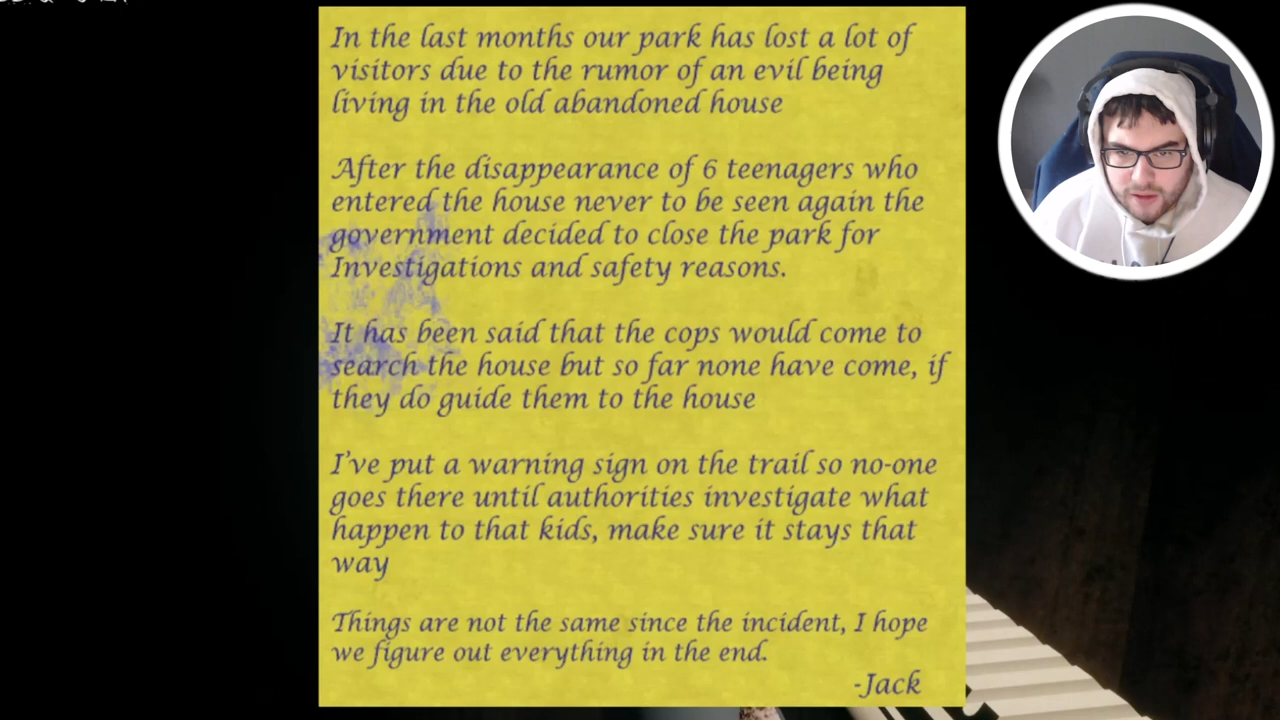 In the last months our park has lost a lot of
visitors due to the rumor of an evil being
living in the old abandoned house
After the disappearance of 6 teenagers who
entered the house never to be seen again the
government decided to close the park for
Investigations and safety reasons.
It has been said that the cops would come to
search the house but so far none have come, if
they do guide them to the house
I've put a warning sign on the trail so no-one
goes there until authorities investigate what
happen to that kids, make sure it stays that
way
Things are not the same since the incident, I hope
we figure out everything in the end.
-Jack